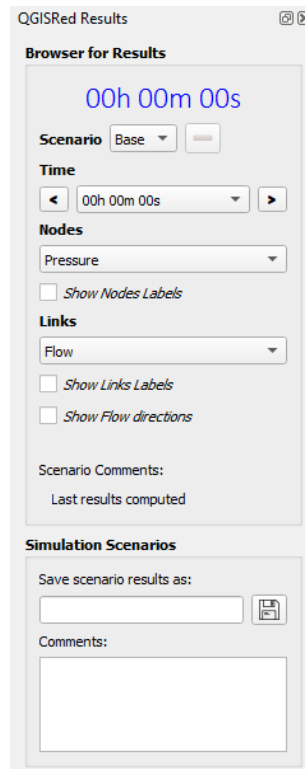 QGISRed Results
Browser for Results
00h 00m 00s
Scenario Base
Time
< 00h 00m 00s >
Nodes
Pressure
Show Nodes Labels
Links
Flow
Show Links Labels
Show Flow directions
Scenario Comments:
Last results computed
Simulation Scenarios
Save scenario results as:
Comments: